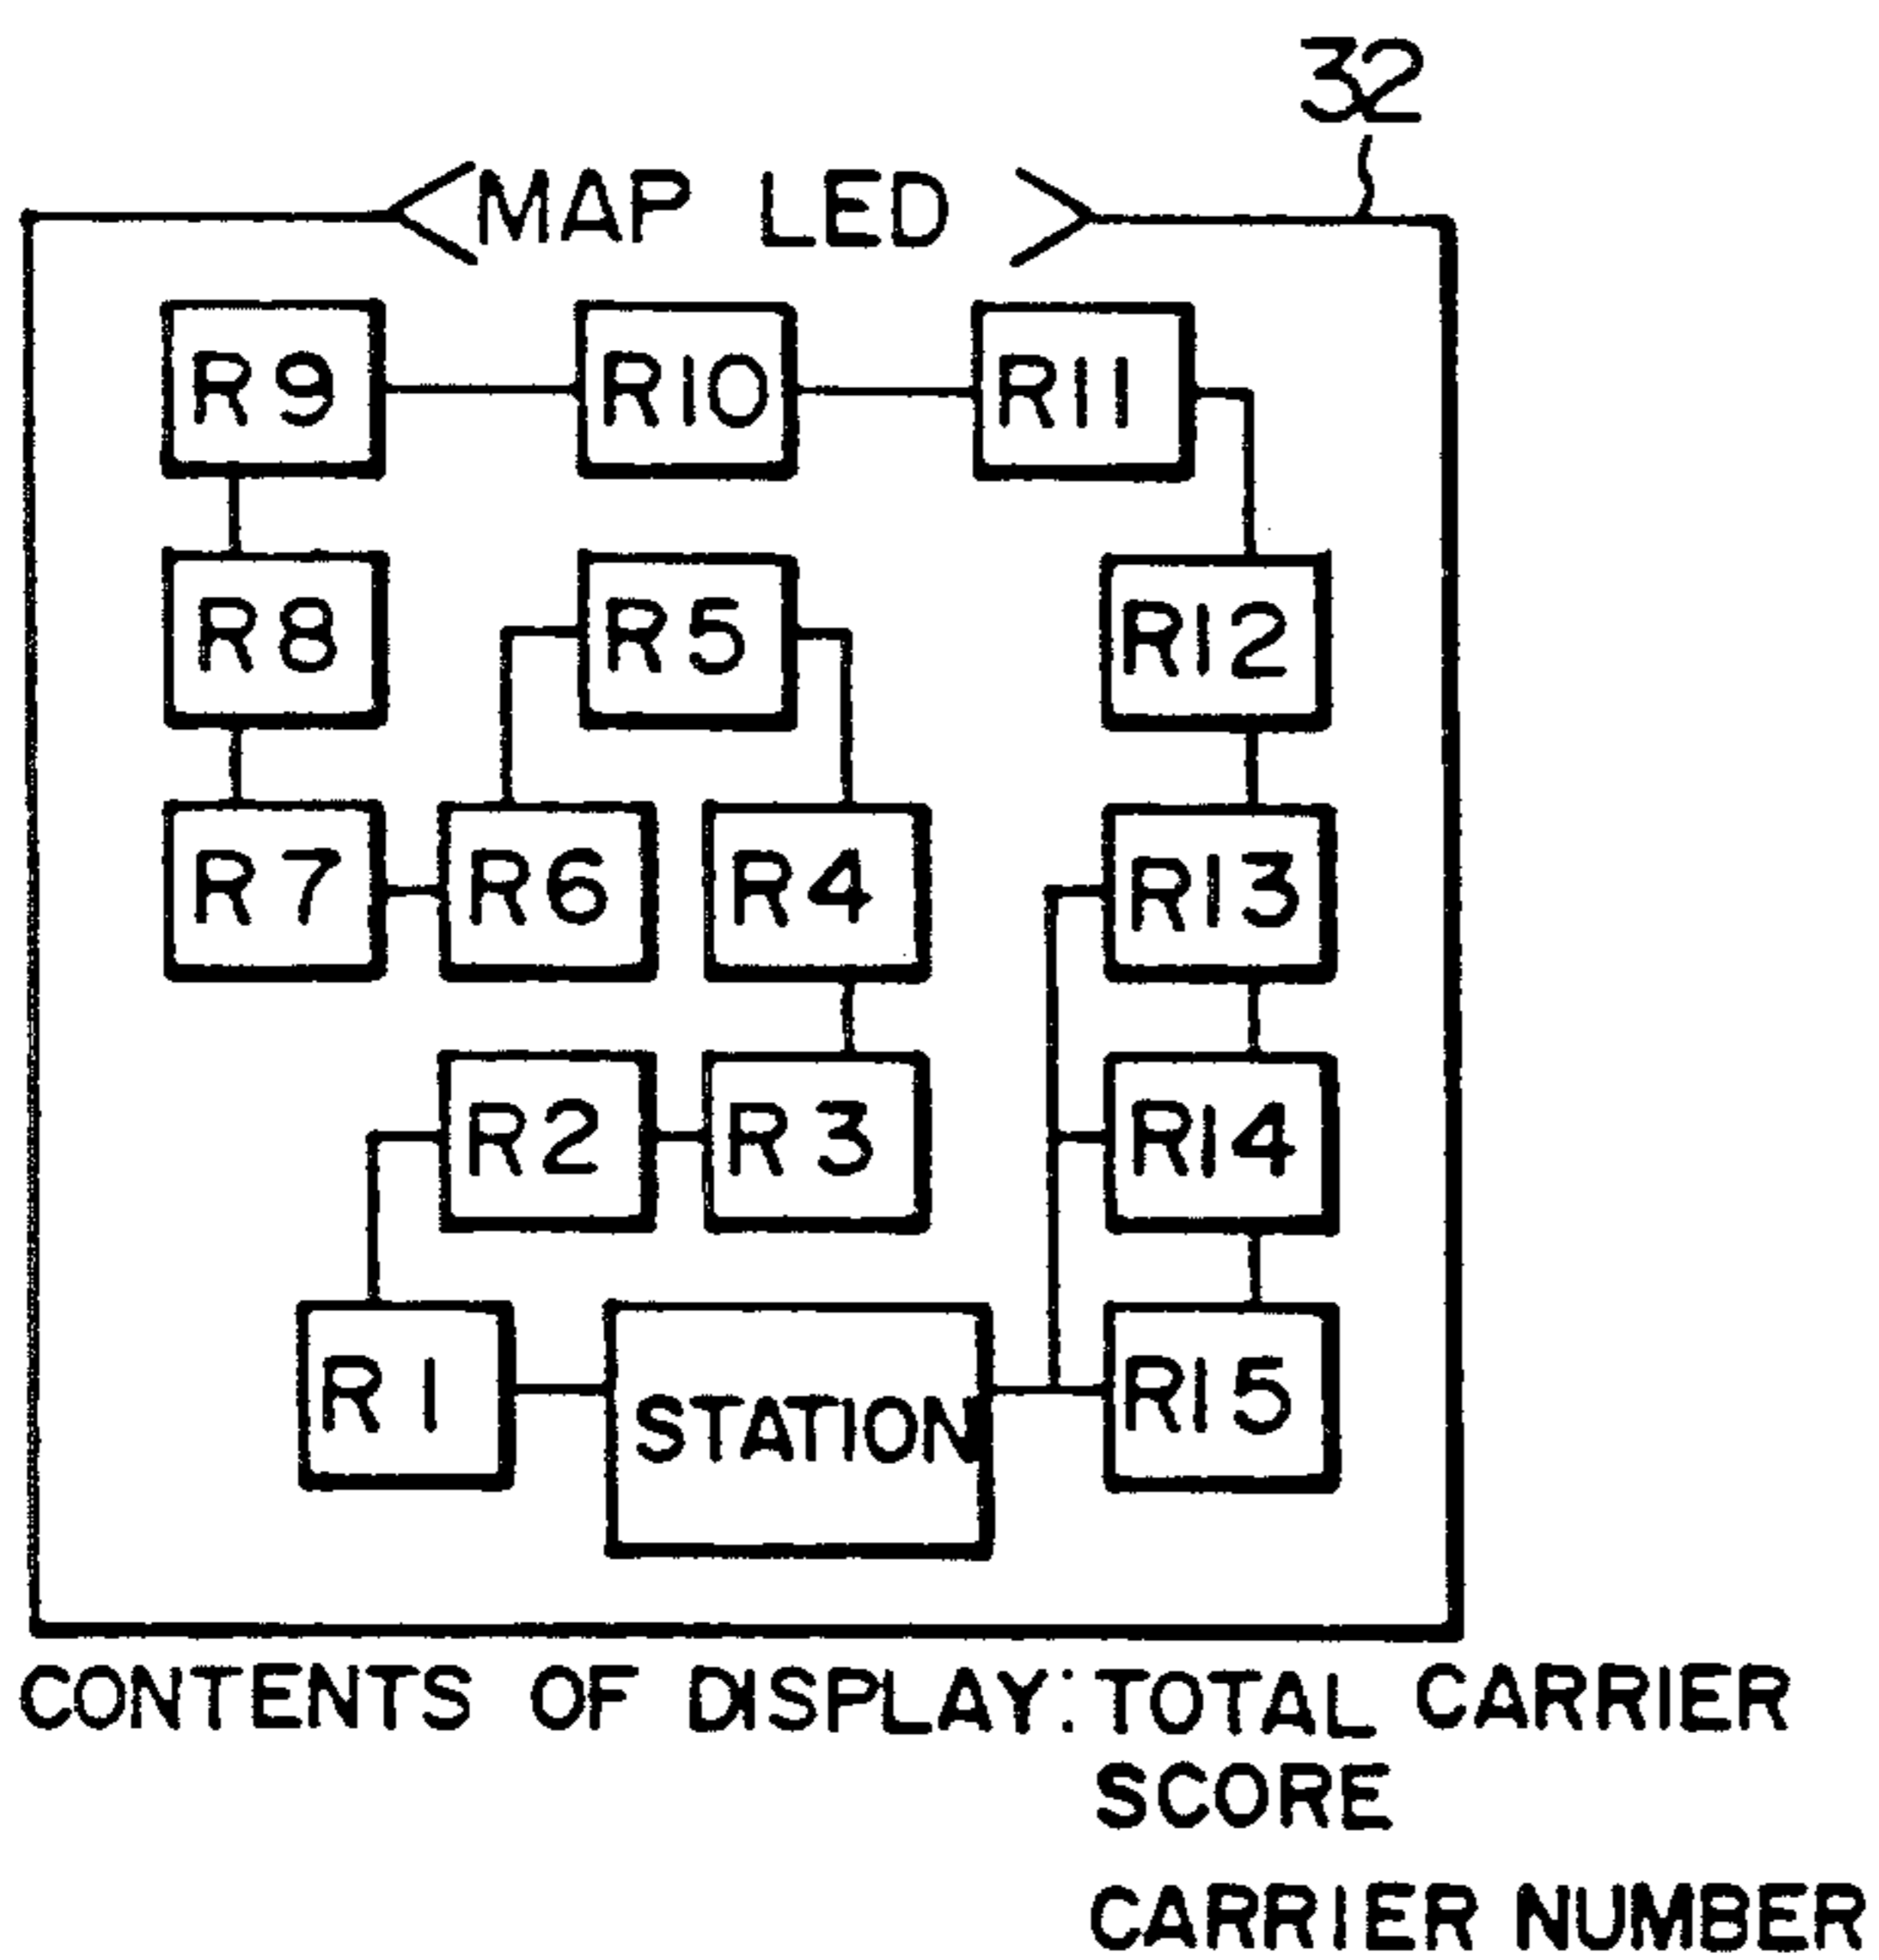 32
<MAP LED>
R9 R10 R11
R8 R5 R12
R7 R6 R4 R13
R2 R3 R14
R1 STATION R15
CONTENTS OF DISPLAY: TOTAL CARRIER
SCORE
CARRIER NUMBER